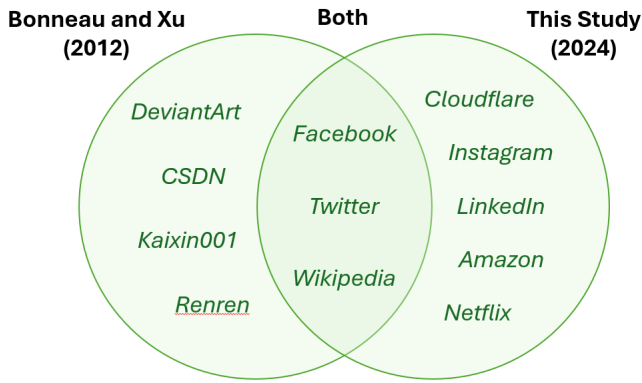 Bonneau and Xu
(2012)
Both
This Study
(2024)
DeviantArt
CSDN
Kaixin001
Renren
Facebook
Twitter
Wikipedia
Cloudflare
Instagram
LinkedIn
Amazon
Netflix